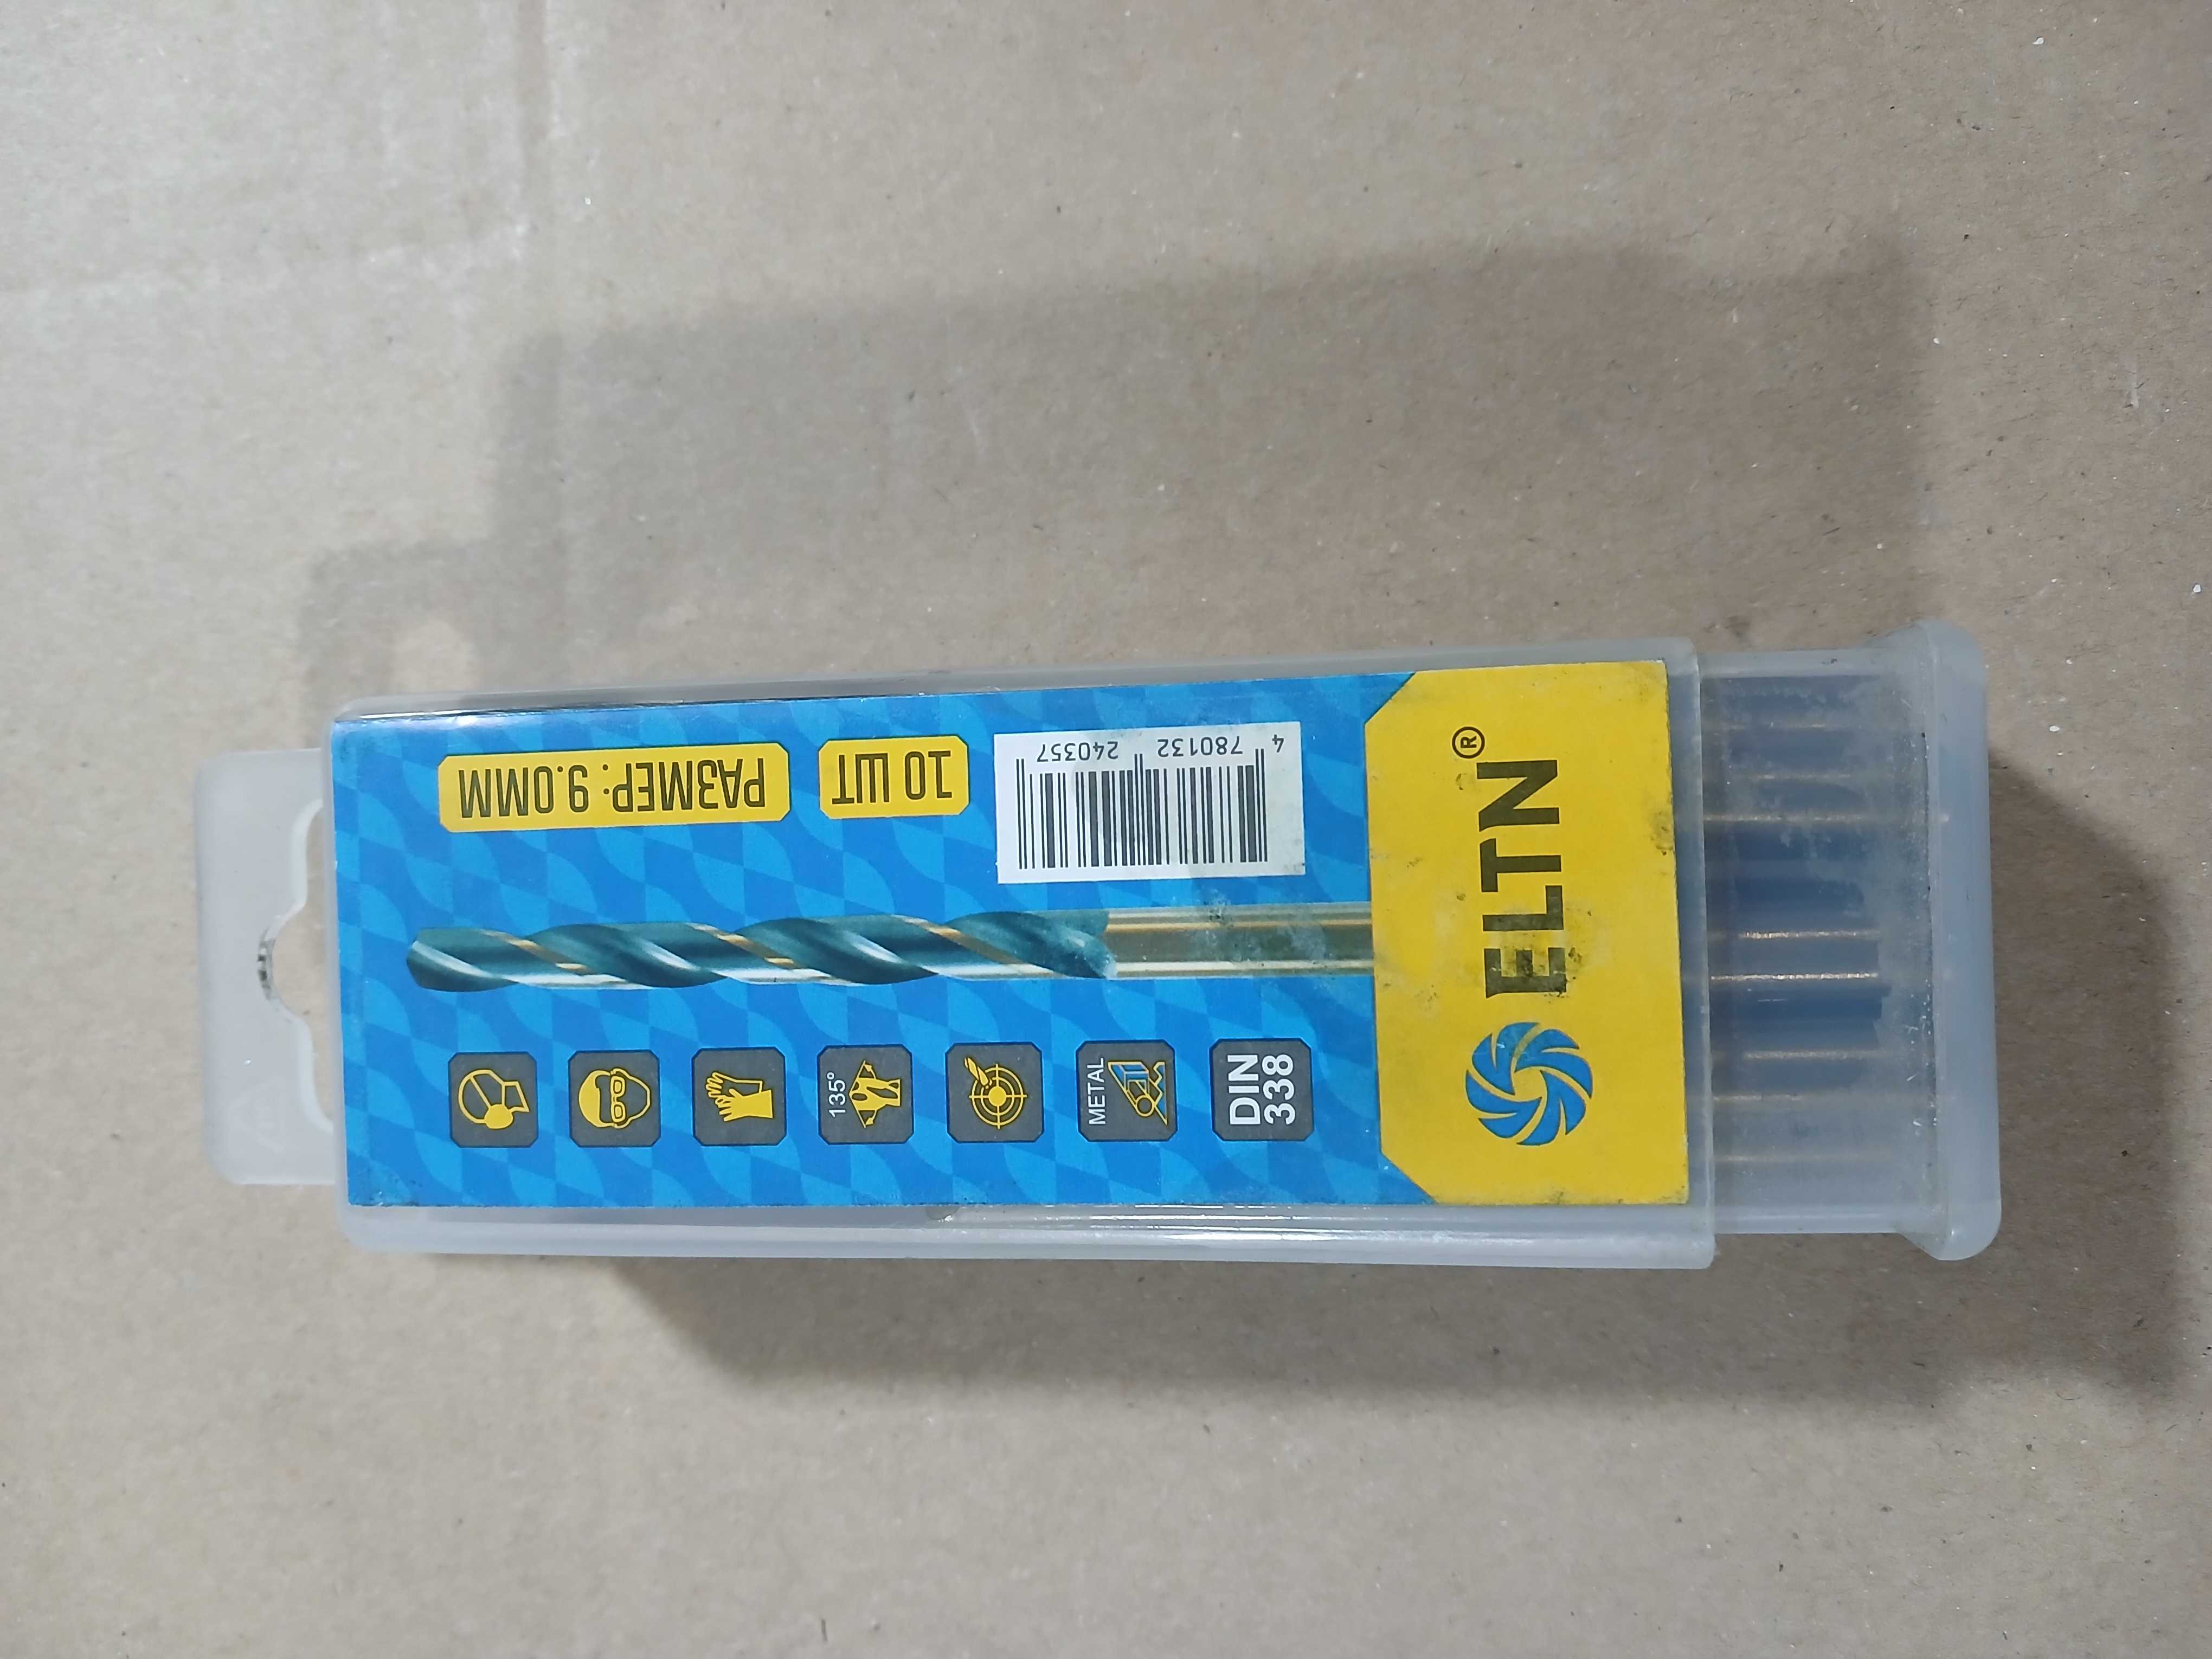 ELTN®
РАЗМЕР: 9.0ММ
10 ШТ
4 780132 240357
135°
METAL
DIN
338